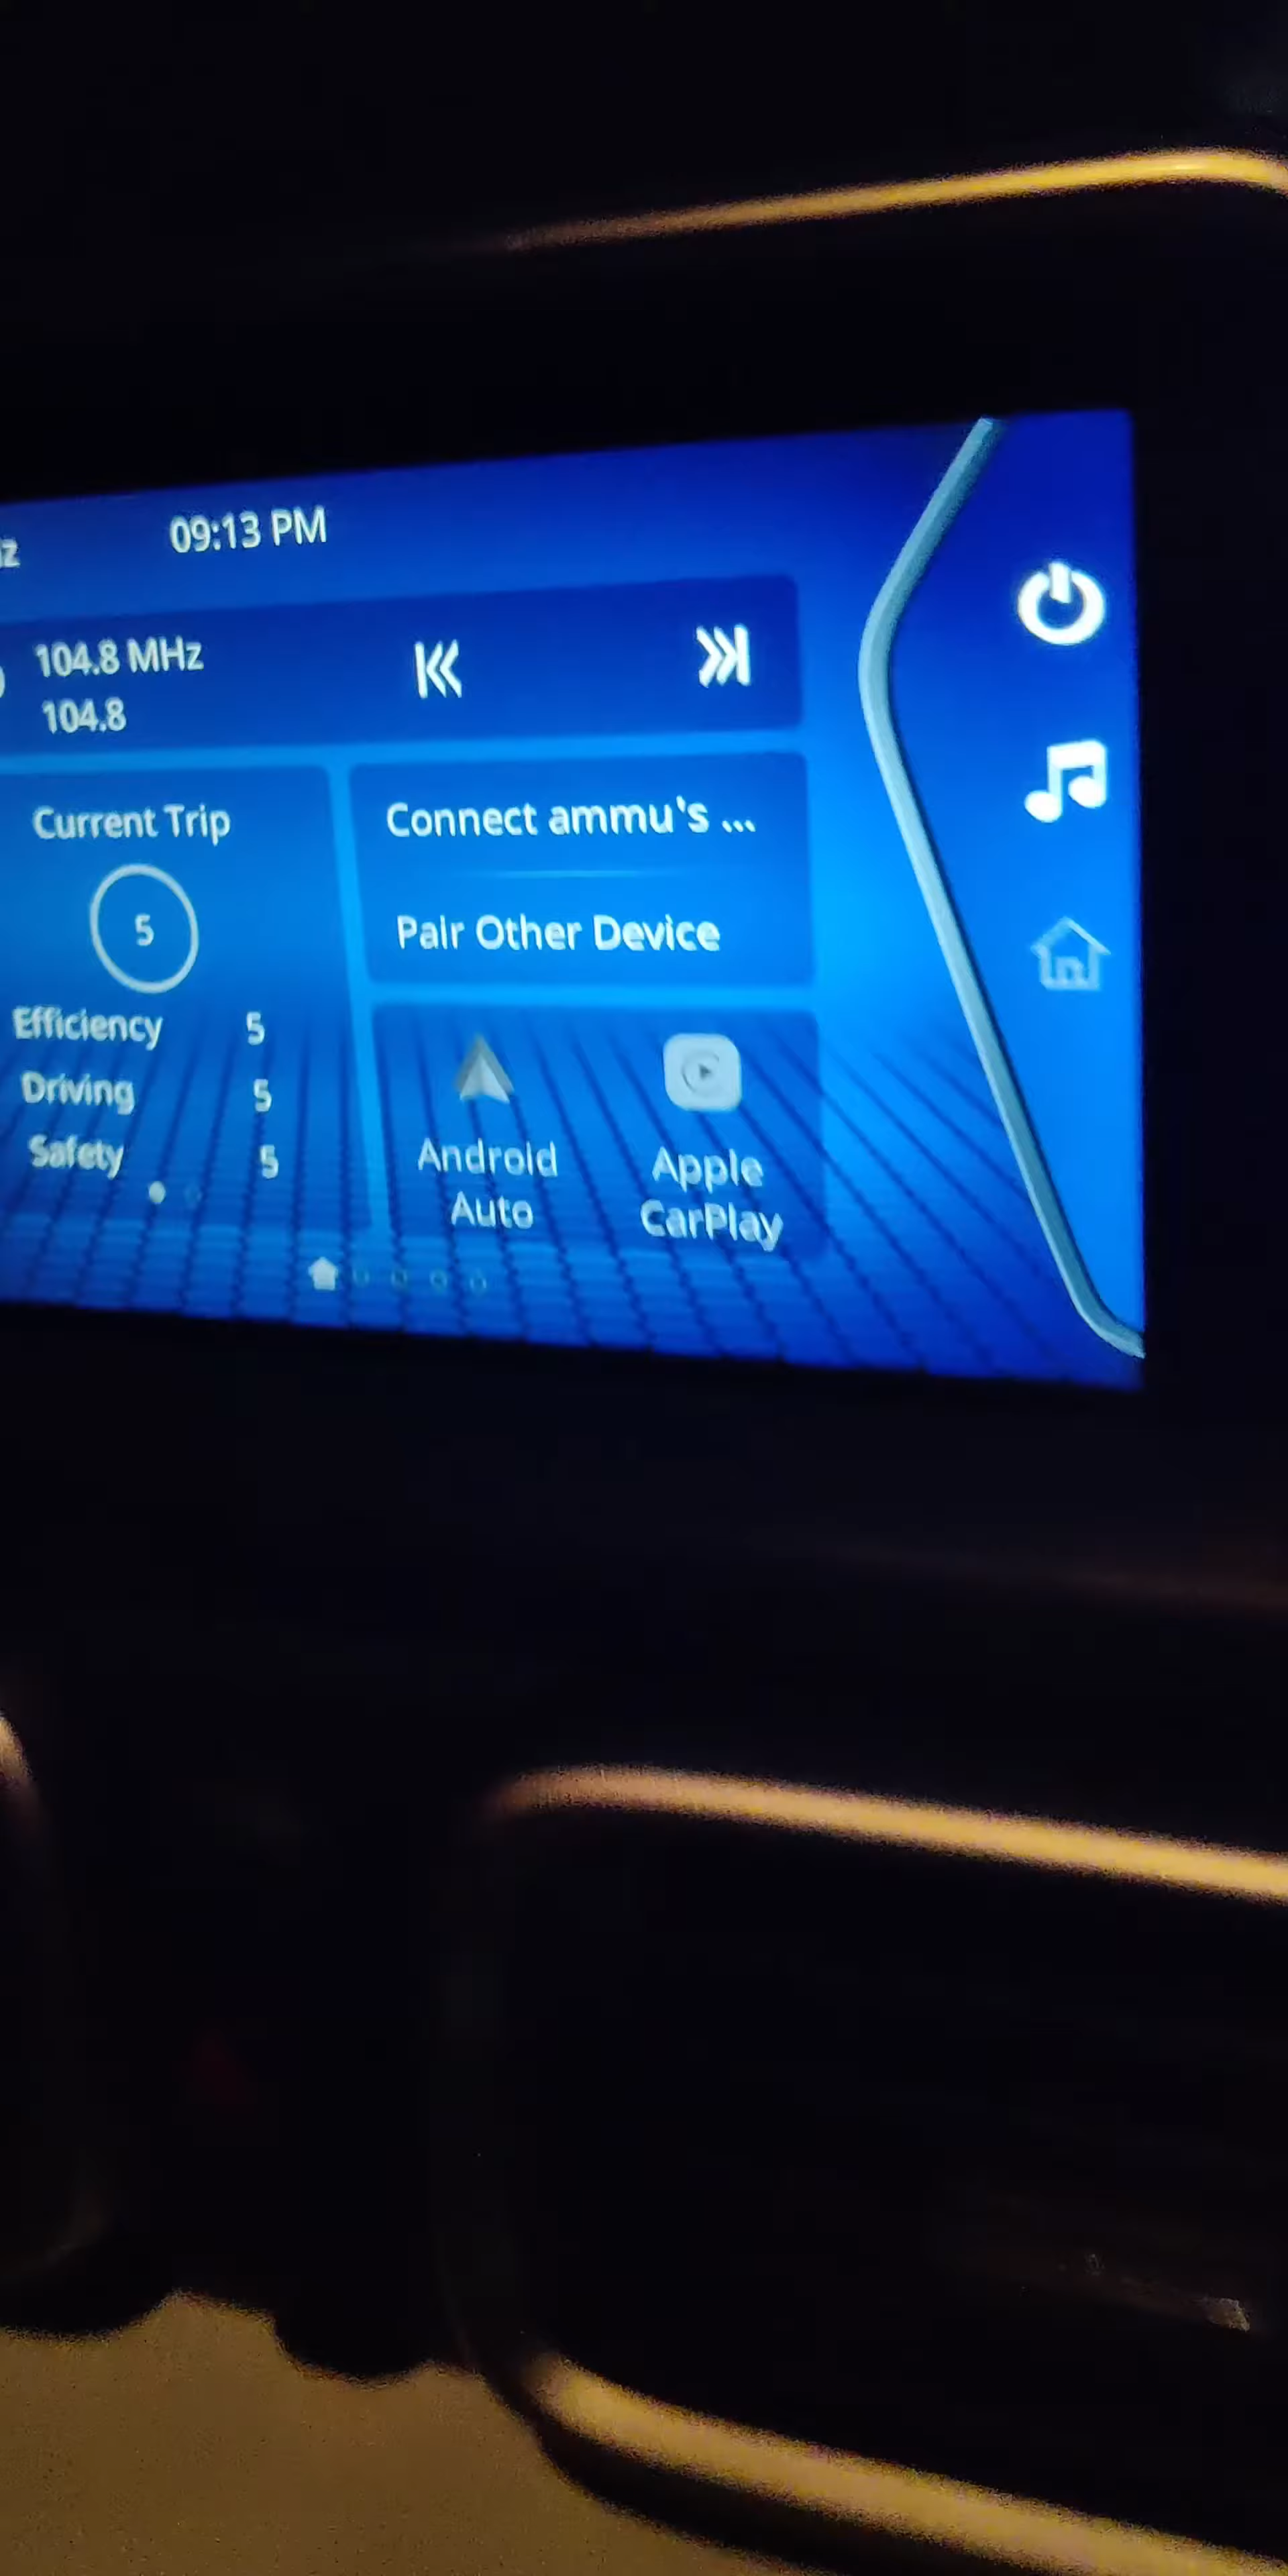 09:13 PM
104.8 MHz
104.8
Current Trip
5
Efficiency 5
Driving 5
Safety 5
Connect ammu's ...
Pair Other Device
Android
Auto
Apple
CarPlay